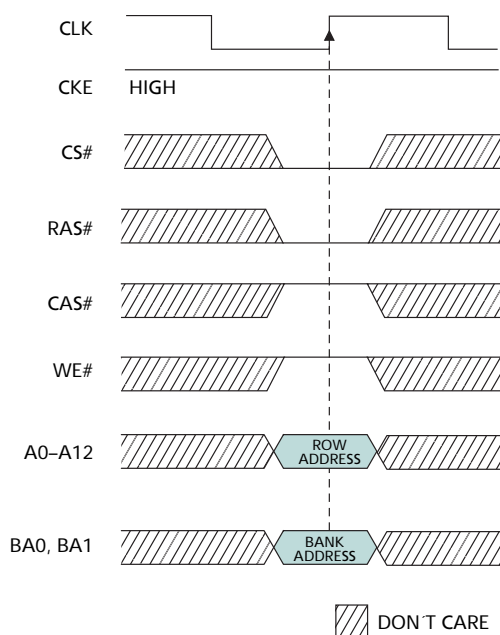 CLK
CKE HIGH
CS#
RAS#
CAS#
WE#
A0–A12 ROW
ADDRESS
BA0, BA1 BANK
ADDRESS
DON´T CARE